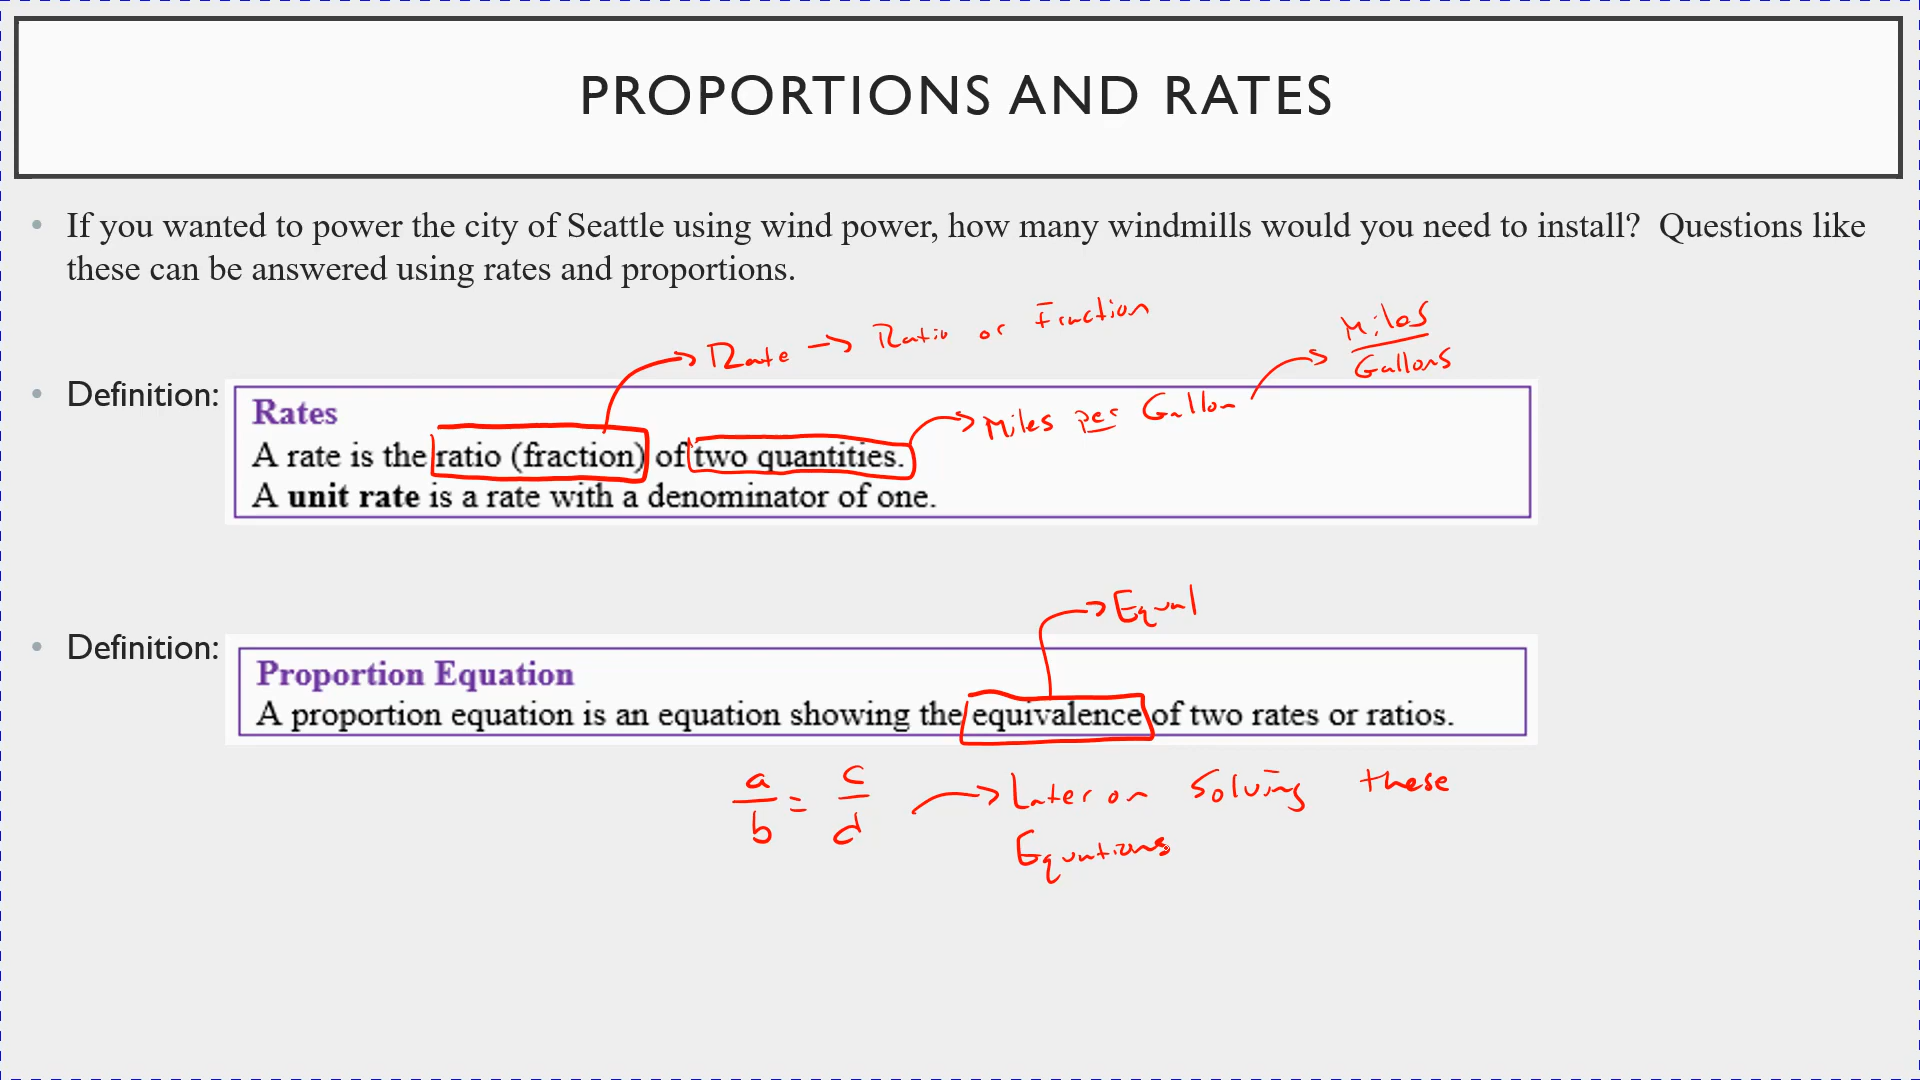 PROPORTIONS AND RATES
• If you wanted to power the city of Seattle using wind power, how many windmills would you need to install?  Questions like
these can be answered using rates and proportions.
Rate → Ratio or Fraction
Miles
Gallons
• Definition:
Rates
Miles per Gallon
A rate is the ratio (fraction) of two quantities.
A unit rate is a rate with a denominator of one.
Equal
• Definition:
Proportion Equation
A proportion equation is an equation showing the equivalence of two rates or ratios.
a/b = c/d → Later on Solving these
Equations